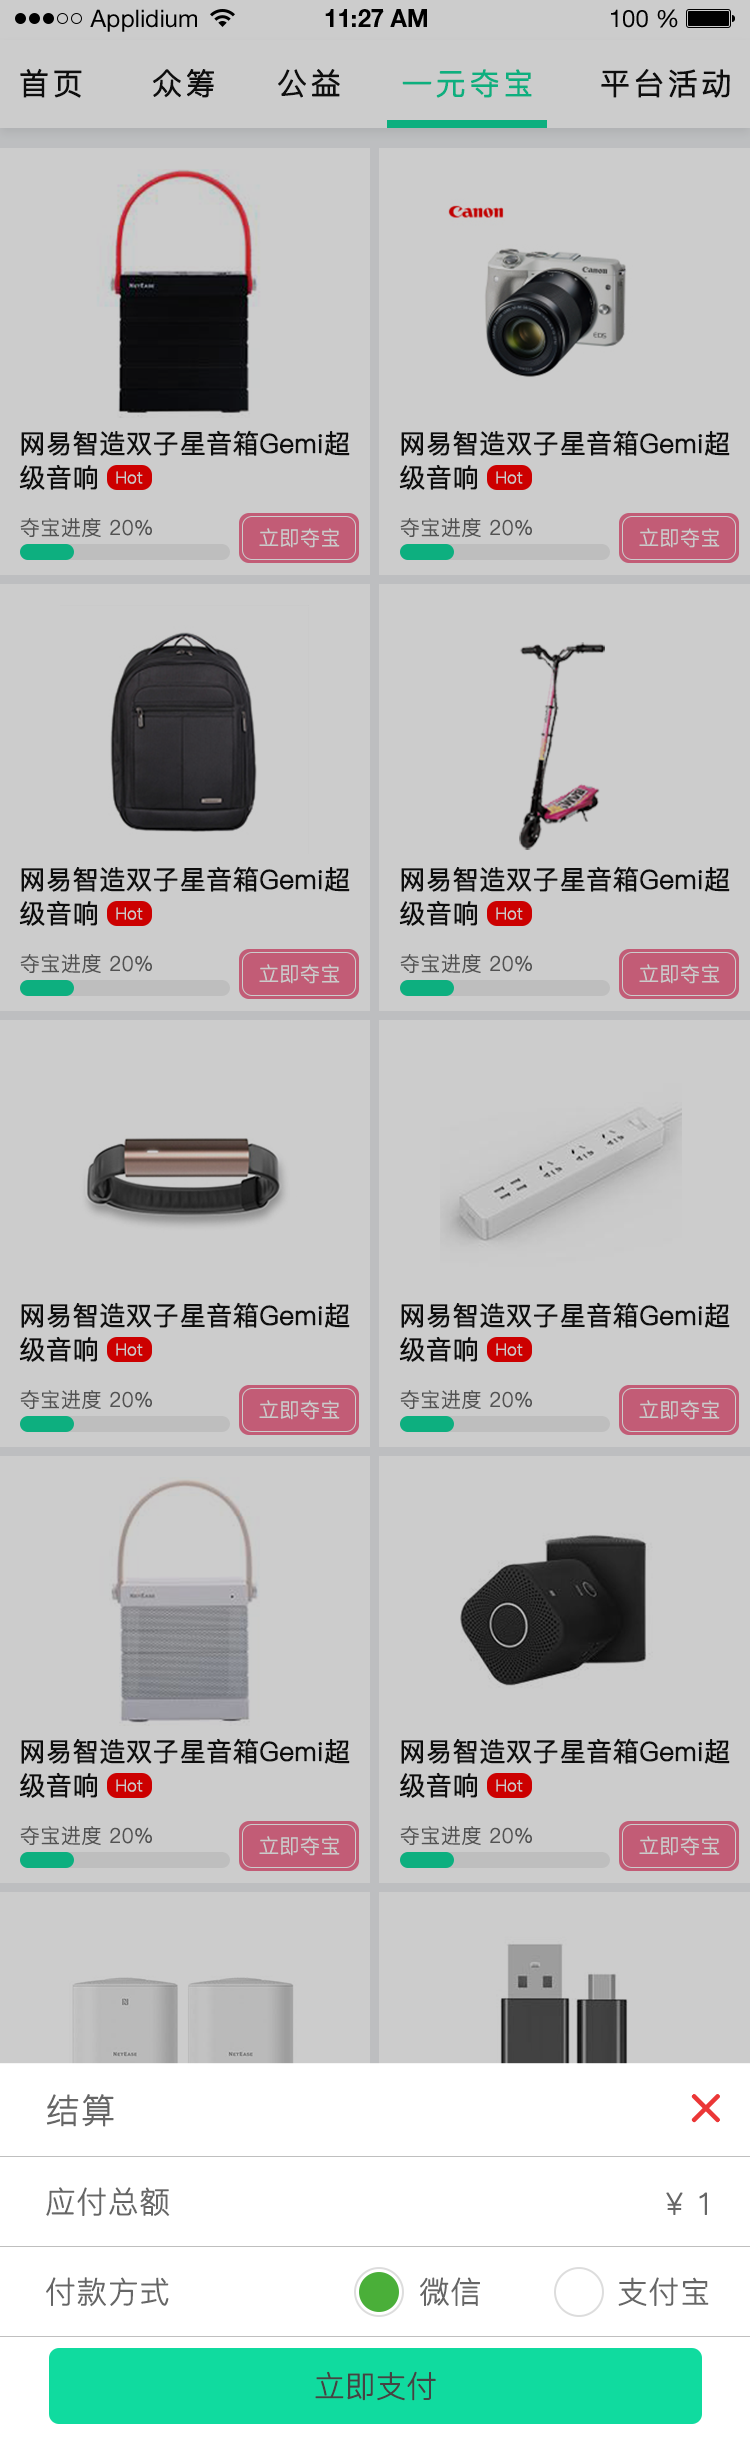 Applidium 11:27 AM 100 %
首页 众筹 公益 一元夺宝 平台活动
NetEase
Canon
Canon
EOS
网易智造双子星音箱Gemi超
级音响 Hot
夺宝进度 20%
立即夺宝
网易智造双子星音箱Gemi超
级音响 Hot
夺宝进度 20%
立即夺宝
网易智造双子星音箱Gemi超
级音响 Hot
夺宝进度 20%
立即夺宝
网易智造双子星音箱Gemi超
级音响 Hot
夺宝进度 20%
立即夺宝
网易智造双子星音箱Gemi超
级音响 Hot
夺宝进度 20%
立即夺宝
网易智造双子星音箱Gemi超
级音响 Hot
夺宝进度 20%
立即夺宝
NetEase
网易智造双子星音箱Gemi超
级音响 Hot
夺宝进度 20%
立即夺宝
网易智造双子星音箱Gemi超
级音响 Hot
夺宝进度 20%
立即夺宝
NetEase
NetEase
结算
应付总额 ¥ 1
付款方式 微信 支付宝
立即支付